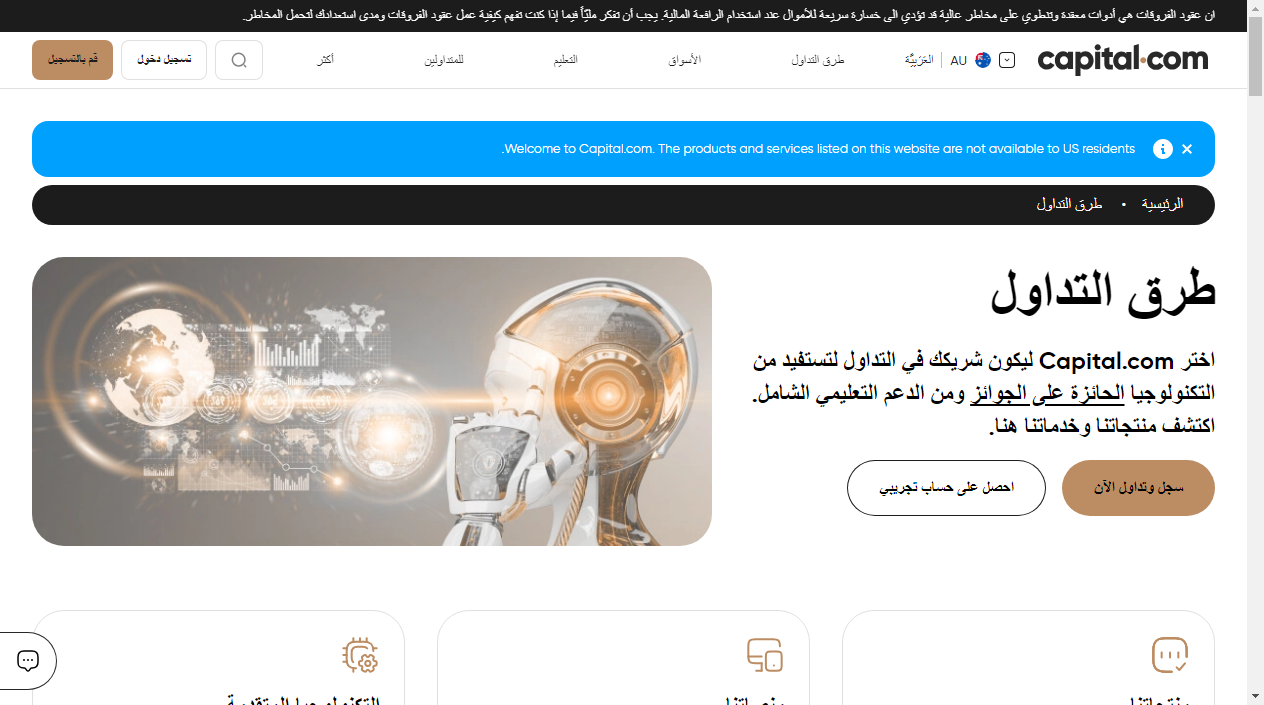 ان عقود الفروقات هي أدوات معقدة وتنطوي على مخاطر عالية قد تؤدي الى خسارة سريعة للأموال عند استخدام الرافعة المالية. يجب أن تفكر مليّاً فيما إذا كنت تفهم كيفية عمل عقود الفروقات ومدى استعدادك لتحمل المخاطر.
capital.com
AU
العَرَبِيَّة
طرق التداول
الأسواق
التعليم
للمتداولين
أكثر
تسجيل دخول
قم بالتسجيل
Welcome to Capital.com. The products and services listed on this website are not available to US residents.
الرئيسية • طرق التداول
طرق التداول
اختر Capital.com ليكون شريكك في التداول لتستفيد من
التكنولوجيا الحائزة على الجوائز ومن الدعم التعليمي الشامل.
اكتشف منتجاتنا وخدماتنا هنا.
سجل وتداول الآن
احصل على حساب تجريبي
منتجاتنا
منصاتنا
التكنولوجيا المتقدمة